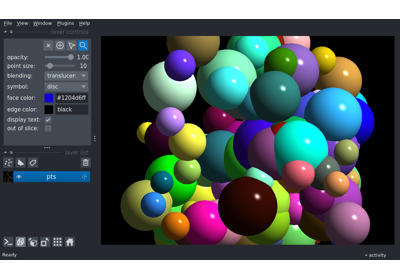 File View Window Plugins Help
layer controls
opacity: 1.00
point size: 10
blending: translucen
symbol: disc
face color: #1204d6ff
edge color: black
display text:
out of slice:
layer list
pts
Ready
activity